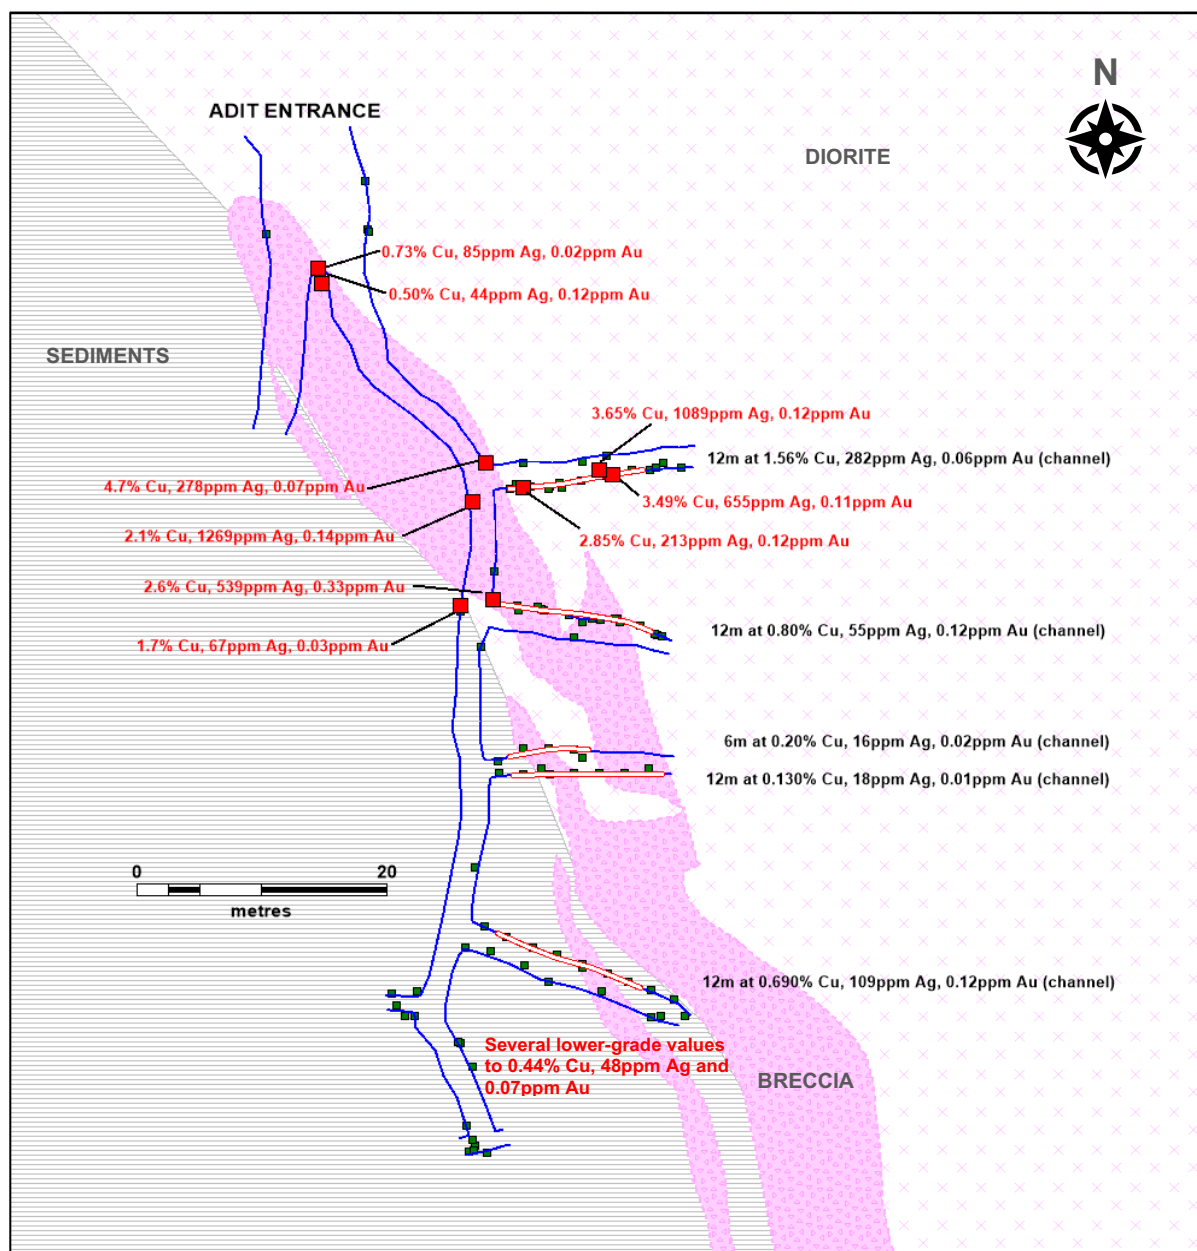 N
ADIT ENTRANCE
DIORITE
0.73% Cu, 85ppm Ag, 0.02ppm Au
0.50% Cu, 44ppm Ag, 0.12ppm Au
SEDIMENTS
3.65% Cu, 1089ppm Ag, 0.12ppm Au
12m at 1.56% Cu, 282ppm Ag, 0.06ppm Au (channel)
4.7% Cu, 278ppm Ag, 0.07ppm Au
3.49% Cu, 655ppm Ag, 0.11ppm Au
2.1% Cu, 1269ppm Ag, 0.14ppm Au
2.85% Cu, 213ppm Ag, 0.12ppm Au
2.6% Cu, 539ppm Ag, 0.33ppm Au
12m at 0.80% Cu, 55ppm Ag, 0.12ppm Au (channel)
1.7% Cu, 67ppm Ag, 0.03ppm Au
6m at 0.20% Cu, 16ppm Ag, 0.02ppm Au (channel)
12m at 0.130% Cu, 18ppm Ag, 0.01ppm Au (channel)
0 20
metres
12m at 0.690% Cu, 109ppm Ag, 0.12ppm Au (channel)
Several lower-grade values
to 0.44% Cu, 48ppm Ag and
0.07ppm Au
BRECCIA